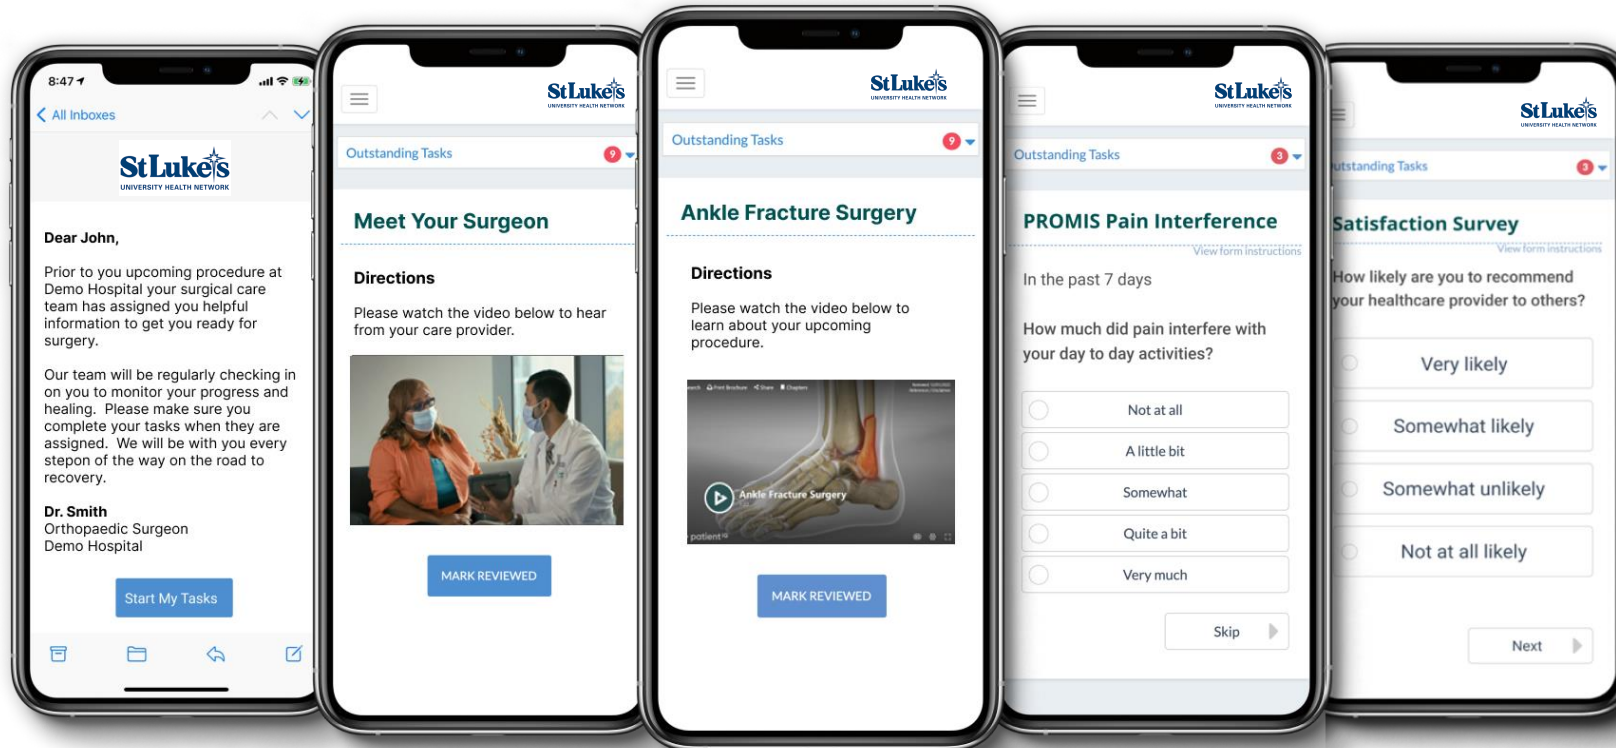 8:47
All Inboxes
StLuke's
UNIVERSITY HEALTH NETWORK
Dear John,
Prior to you upcoming procedure at
Demo Hospital your surgical care
team has assigned you helpful
information to get you ready for
surgery.
Our team will be regularly checking in
on you to monitor your progress and
healing. Please make sure you
complete your tasks when they are
assigned. We will be with you every
stepon of the way on the road to
recovery.
Dr. Smith
Orthopaedic Surgeon
Demo Hospital
Start My Tasks
StLuke's
UNIVERSITY HEALTH NETWORK
Outstanding Tasks 9
Meet Your Surgeon
Directions
Please watch the video below to hear
from your care provider.
MARK REVIEWED
StLuke's
UNIVERSITY HEALTH NETWORK
Outstanding Tasks 9
Ankle Fracture Surgery
Directions
Please watch the video below to
learn about your upcoming
procedure.
Print Brochure Share Chapters
Ankle Fracture Surgery
patient
MARK REVIEWED
StLuke's
UNIVERSITY HEALTH NETWORK
Outstanding Tasks 3
PROMIS Pain Interference
View form instructions
In the past 7 days
How much did pain interfere with
your day to day activities?
Not at all
A little bit
Somewhat
Quite a bit
Very much
Skip
StLuke's
UNIVERSITY HEALTH NETWORK
utstanding Tasks 3
Satisfaction Survey
View form instructions
How likely are you to recommend
your healthcare provider to others?
Very likely
Somewhat likely
Somewhat unlikely
Not at all likely
Next